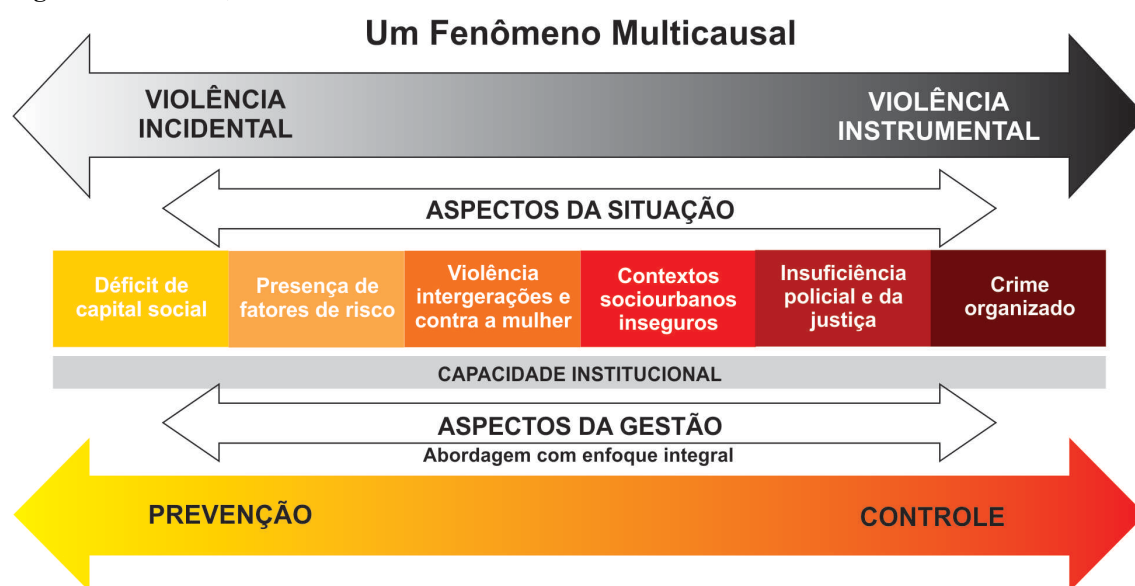 Um Fenômeno Multicausal
VIOLÊNCIA
INCIDENTAL
VIOLÊNCIA
INSTRUMENTAL
ASPECTOS DA SITUAÇÃO
Déficit de
capital social
Presença de
fatores de risco
Violência
intergerações e
contra a mulher
Contextos
sociourbanos
inseguros
Insuficiência
policial e da
justiça
Crime
organizado
CAPACIDADE INSTITUCIONAL
ASPECTOS DA GESTÃO
Abordagem com enfoque integral
PREVENÇÃO
CONTROLE